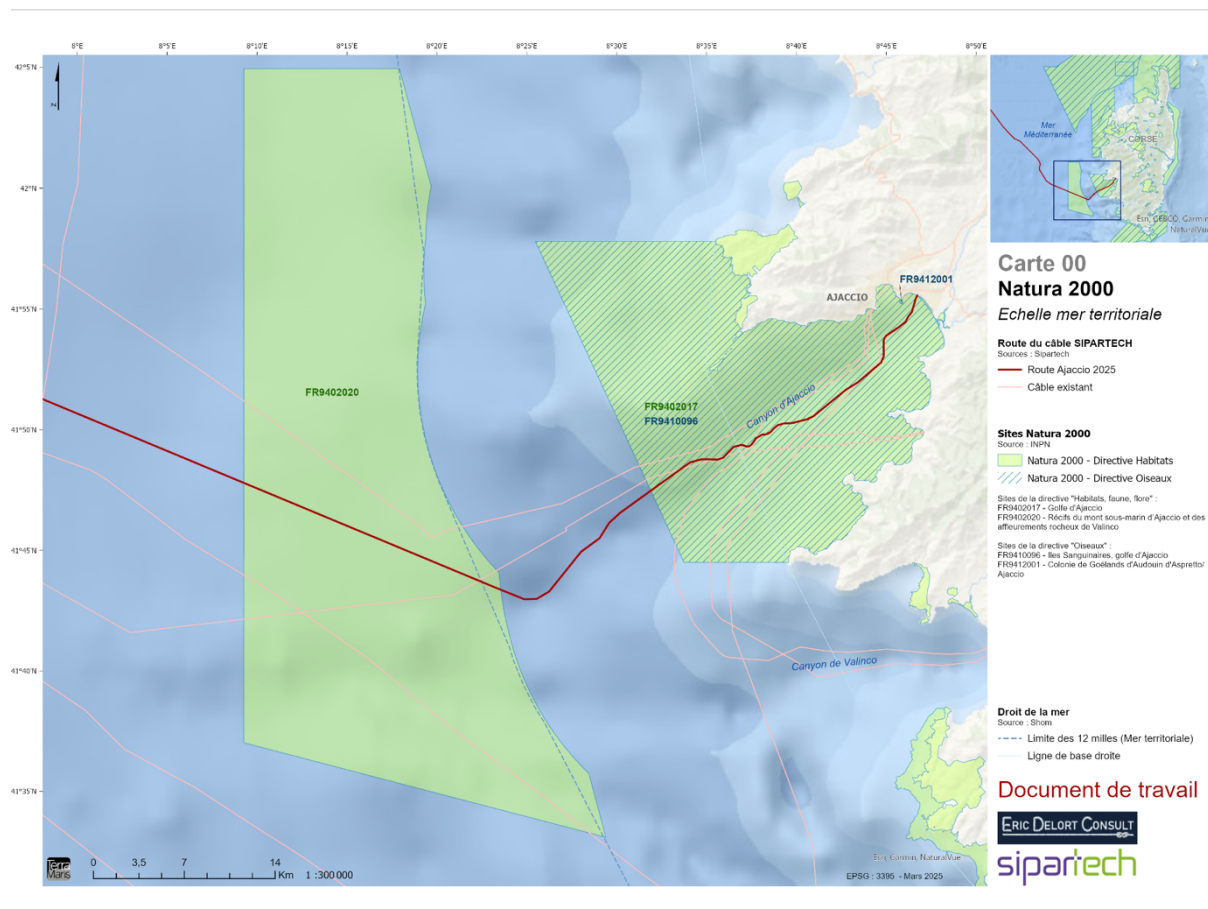 8°E 8°5'E 8°10'E 8°15'E 8°20'E 8°25'E 8°30'E 8°35'E 8°40'E 8°45'E 8°50'E
42°5'N
42°N
41°55'N
41°50'N
41°45'N
41°40'N
41°35'N
N
FR9402020
FR9402017
FR9410096
FR9412001
AJACCIO
Canyon d'Ajaccio
Canyon de Valinco
Terra
Maris
0 3,5 7 14
Km 1 :300 000
Esri, Garmin, NaturalVue
EPSG : 3395 - Mars 2025
Mer
Méditerranée
CORSE
Esri, GEBCO, Garmin
NaturalVue
Carte 00
Natura 2000
Echelle mer territoriale
Route du câble SIPARTECH
Sources : Sipartech
Route Ajaccio 2025
Câble existant
Sites Natura 2000
Source : INPN
Natura 2000 - Directive Habitats
Natura 2000 - Directive Oiseaux
Sites de la directive "Habitats, faune, flore" :
FR9402017 - Golfe d'Ajaccio
FR9402020 - Récifs du mont sous-marin d'Ajaccio et des
affleurements rocheux de Valinco
Sites de la directive "Oiseaux" :
FR9410096 - Iles Sanguinaires, golfe d'Ajaccio
FR9412001 - Colonie de Goélands d'Audouin d'Aspretto/
Ajaccio
Droit de la mer
Source : Shom
Limite des 12 milles (Mer territoriale)
Ligne de base droite
Document de travail
ERIC DELORT CONSULT
sipartech